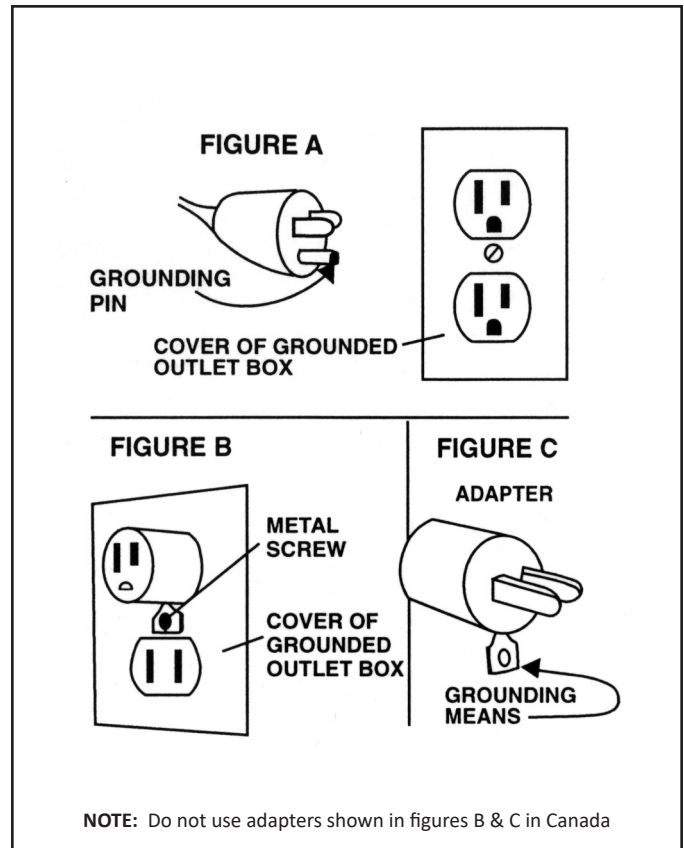 FIGURE A
GROUNDING
PIN
COVER OF GROUNDED
OUTLET BOX
FIGURE B
METAL
SCREW
COVER OF
GROUNDED
OUTLET BOX
FIGURE C
ADAPTER
GROUNDING
MEANS
NOTE: Do not use adapters shown in figures B & C in Canada